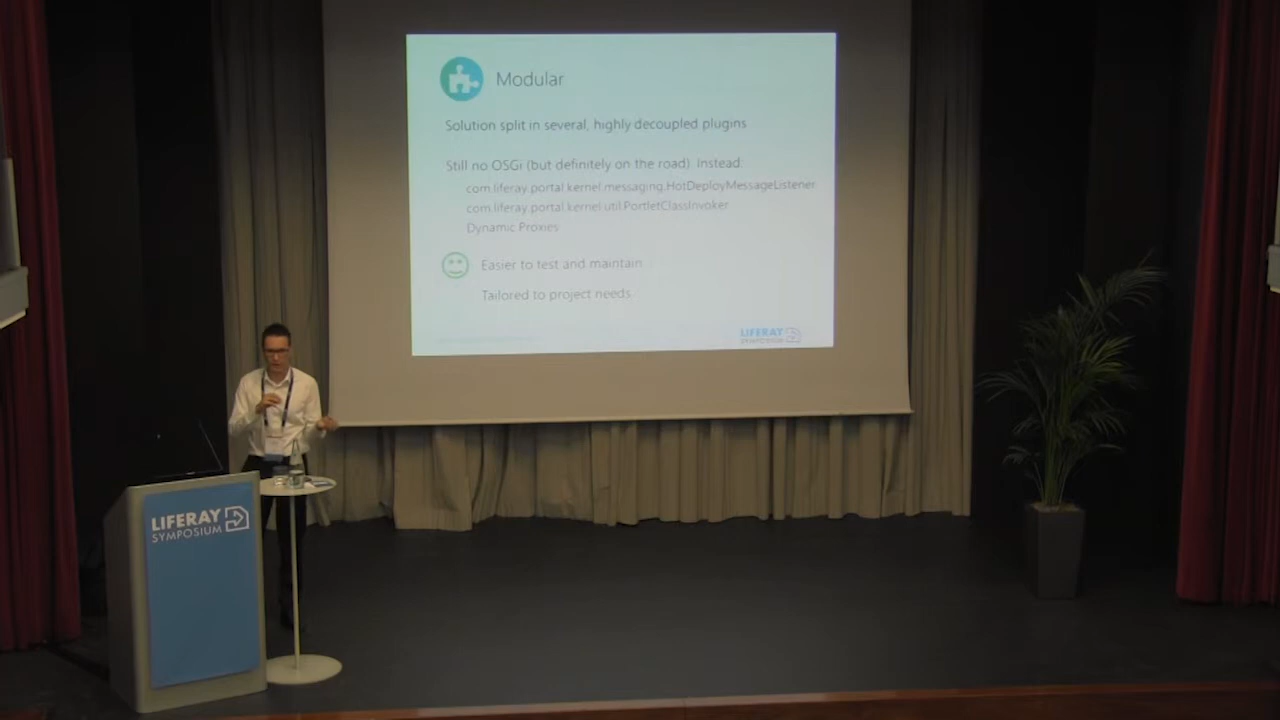 Modular
Solution split in several, highly decoupled plugins
Still no OSGi (but definitely on the road). Instead:
com.liferay.portal.kernel.messaging.HotDeployMessageListener
com.liferay.portal.kernel.util.PortletClassInvoker
Dynamic Proxies
Easier to test and maintain
Tailored to project needs
LIFERAY
SYMPOSIUM
LIFERAY
SYMPOSIUM